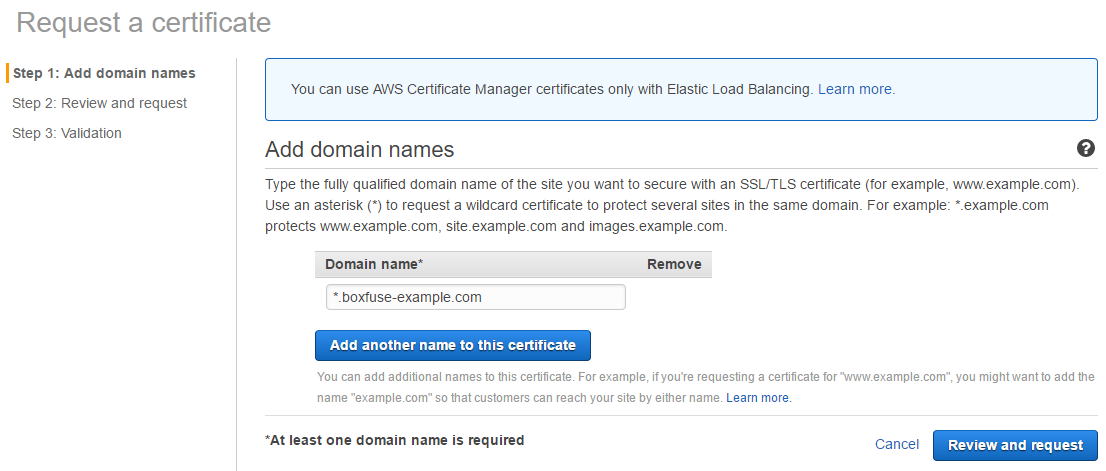 Request a certificate
Step 1: Add domain names
Step 2: Review and request
Step 3: Validation
You can use AWS Certificate Manager certificates only with Elastic Load Balancing. Learn more.
Add domain names
Type the fully qualified domain name of the site you want to secure with an SSL/TLS certificate (for example, www.example.com).
Use an asterisk (*) to request a wildcard certificate to protect several sites in the same domain. For example: *.example.com
protects www.example.com, site.example.com and images.example.com.
Domain name* Remove
*.boxfuse-example.com
Add another name to this certificate
You can add additional names to this certificate. For example, if you're requesting a certificate for "www.example.com", you might want to add the
name "example.com" so that customers can reach your site by either name. Learn more.
*At least one domain name is required
Cancel Review and request